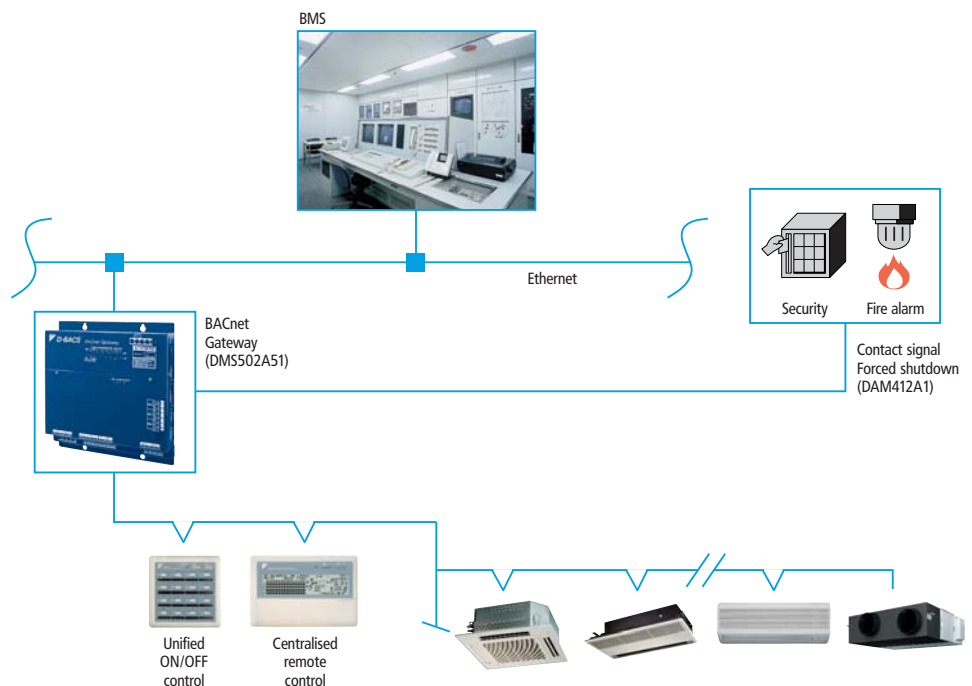 BMS
Ethernet
Security
Fire alarm
BACnet
Gateway
(DMS502A51)
Contact signal
Forced shutdown
(DAM412A1)
D-BACS
Unified
ON/OFF
control
Centralised
remote
control